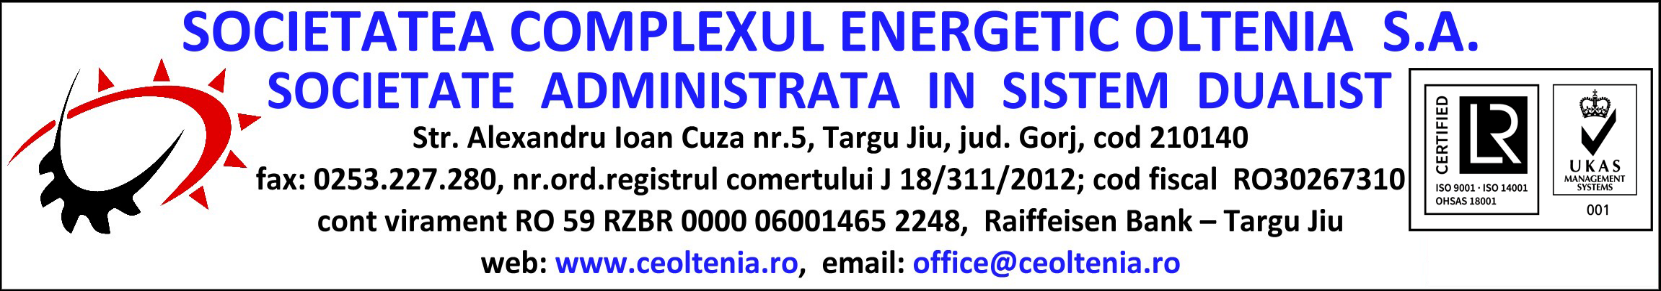 SOCIETATEA COMPLEXUL ENERGETIC OLTENIA S.A.
SOCIETATE ADMINISTRATA IN SISTEM DUALIST
Str. Alexandru Ioan Cuza nr.5, Targu Jiu, jud. Gorj, cod 210140
fax: 0253.227.280, nr.ord.registrul comertului J 18/311/2012; cod fiscal RO30267310
cont virament RO 59 RZBR 0000 06001465 2248, Raiffeisen Bank – Targu Jiu
web: www.ceoltenia.ro, email: office@ceoltenia.ro
CERTIFIED
LR
ISO 9001 · ISO 14001
OHSAS 18001
UKAS
MANAGEMENT
SYSTEMS
001